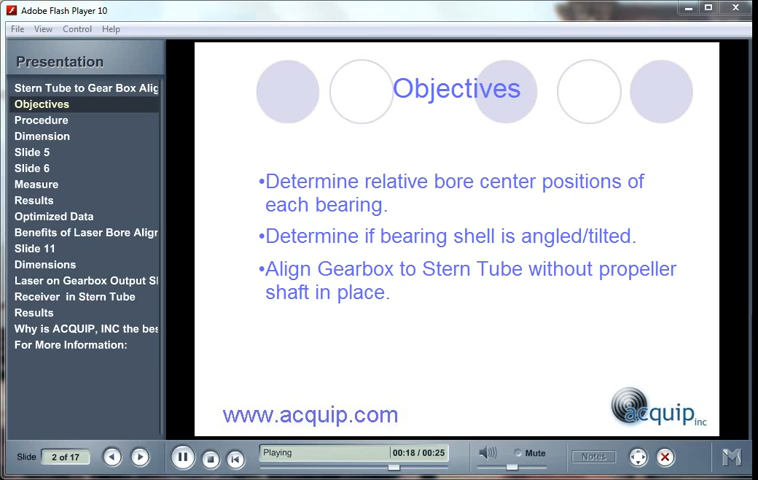 Adobe Flash Player 10
File View Control Help
Presentation
Stern Tube to Gear Box Alig
Objectives
Procedure
Dimension
Slide 5
Slide 6
Measure
Results
Optimized Data
Benefits of Laser Bore Alignr
Slide 11
Dimensions
Laser on Gearbox Output Sl
Receiver in Stern Tube
Results
Why is ACQUIP, INC the bes
For More Information:
Objectives
•Determine relative bore center positions of
each bearing.
•Determine if bearing shell is angled/tilted.
•Align Gearbox to Stern Tube without propeller
shaft in place.
www.acquip.com
acquip inc
Slide 2 of 17
Playing 00:18 / 00:25
Mute
Notes